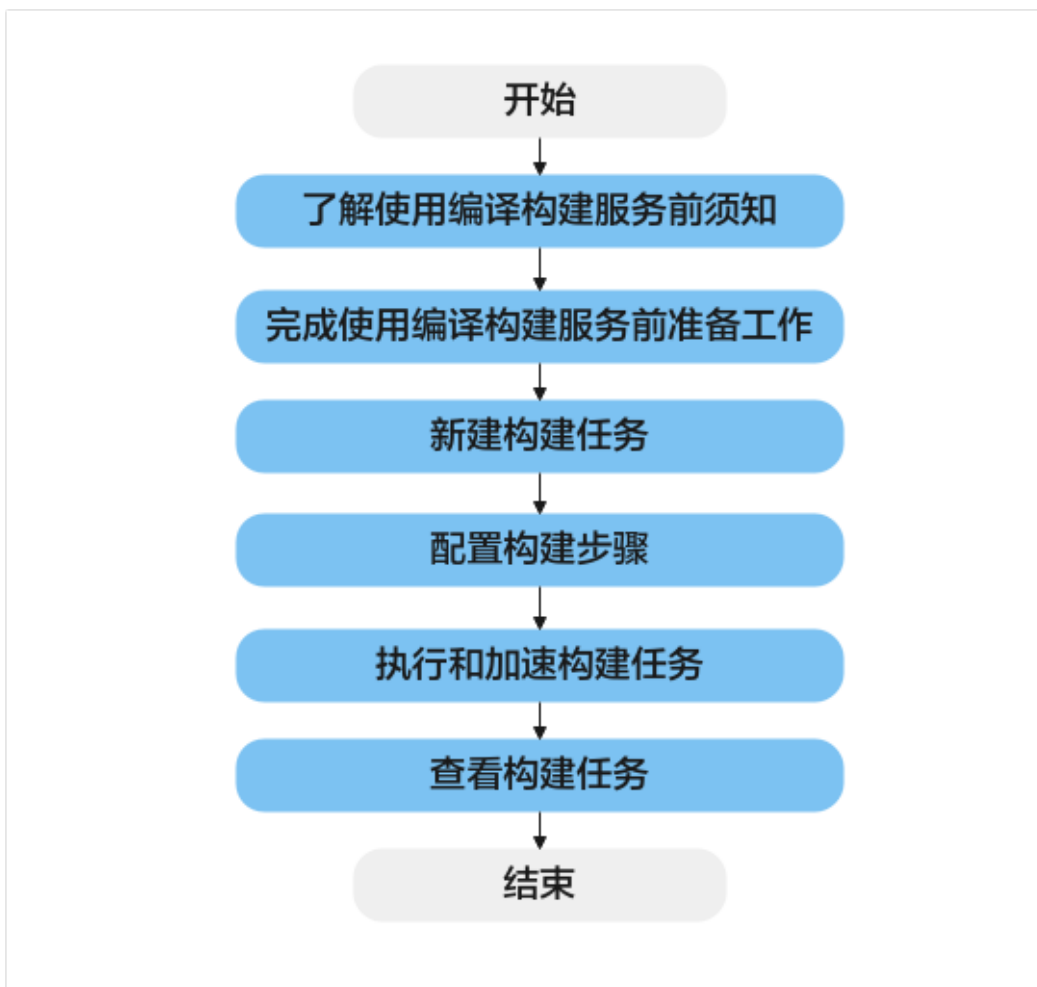 开始
了解使用编译构建服务前须知
完成使用编译构建服务前准备工作
新建构建任务
配置构建步骤
执行和加速构建任务
查看构建任务
结束